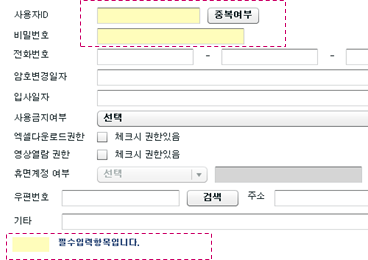 사용자ID 중복여부
비밀번호
전화번호 - -
암호변경일자
입사일자
사용금지여부 선택
엑셀다운로드권한 체크시 권한있음
영상열람 권한 체크시 권한있음
휴면계정 여부 선택
우편번호 검색 주소
기타
필수입력항목입니다.